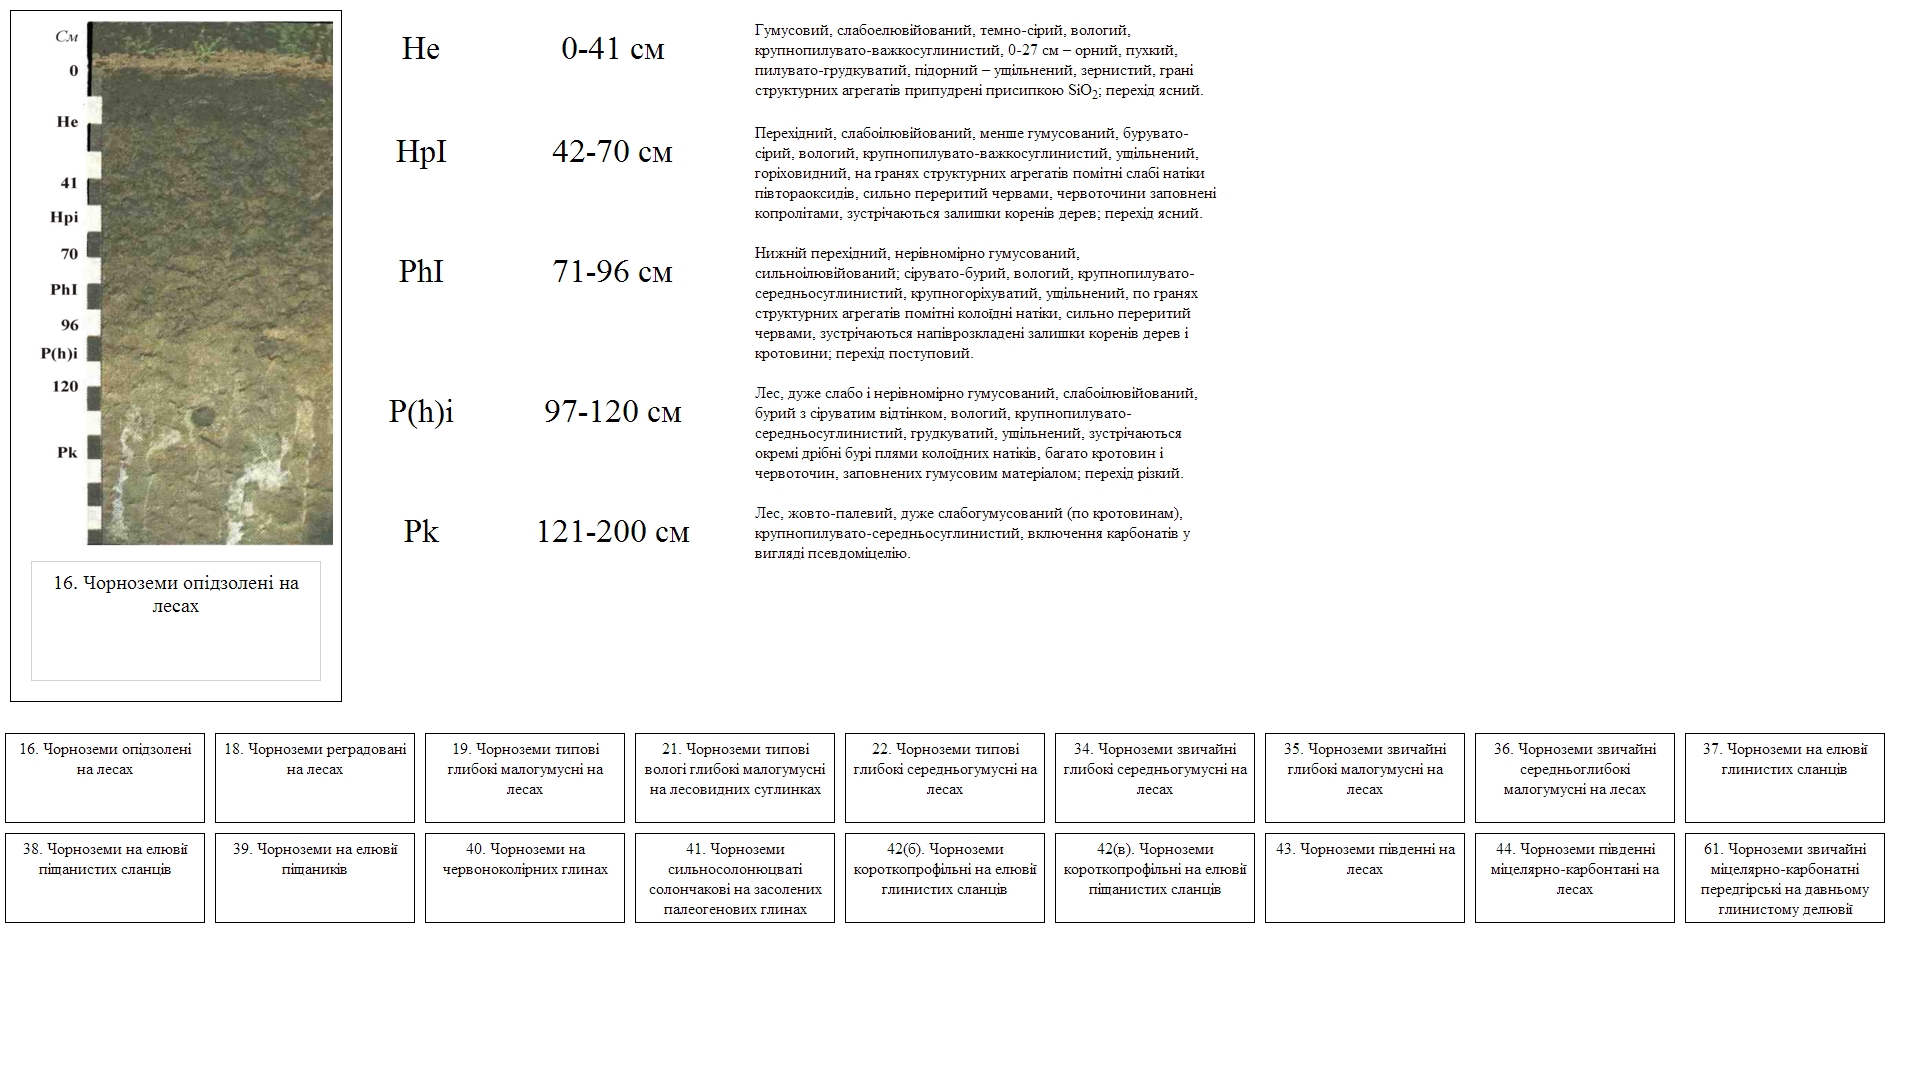 См
0
He
41
Hpi
70
PhI
96
P(h)i
120
Pk
16. Чорноземи опідзолені на
лесах
He
0-41 см
Гумусовий, слабоелювійований, темно-сірий, вологий,
крупнопилувато-важкосуглинистий, 0-27 см – орний, пухкий,
пилувато-грудкуватий, підорний – ущільнений, зернистий, грані
структурних агрегатів припудрені присипкою SiO2; перехід ясний.
HpI
42-70 см
Перехідний, слабоілювійований, менше гумусований, бурувато-
сірий, вологий, крупнопилувато-важкосуглинистий, ущільнений,
горіховидний, на гранях структурних агрегатів помітні слабі натіки
півтораоксидів, сильно переритий червами, червоточини заповнені
копролітами, зустрічаються залишки коренів дерев; перехід ясний.
PhI
71-96 см
Нижній перехідний, нерівномірно гумусований,
сильноілювійований; сірувато-бурий, вологий, крупнопилувато-
середньосуглинистий, крупногоріхуватий, ущільнений, по гранях
структурних агрегатів помітні колоїдні натіки, сильно переритий
червами, зустрічаються напіврозкладені залишки коренів дерев і
кротовини; перехід поступовий.
P(h)i
97-120 см
Лес, дуже слабо і нерівномірно гумусований, слабоілювійований,
бурий з сіруватим відтінком, вологий, крупнопилувато-
середньосуглинистий, грудкуватий, ущільнений, зустрічаються
окремі дрібні бурі плями колоїдних натіків, багато кротовин і
червоточин, заповнених гумусовим матеріалом; перехід різкий.
Pk
121-200 см
Лес, жовто-палевий, дуже слабогумусований (по кротовинам),
крупнопилувато-середньосуглинистий, включення карбонатів у
вигляді псевдоміцелію.
16. Чорноземи опідзолені
на лесах
18. Чорноземи реградовані
на лесах
19. Чорноземи типові
глибокі малогумусні на
лесах
21. Чорноземи типові
вологі глибокі малогумусні
на лесовидних суглинках
22. Чорноземи типові
глибокі середньогумусні на
лесах
34. Чорноземи звичайні
глибокі середньогумусні на
лесах
35. Чорноземи звичайні
глибокі малогумусні на
лесах
36. Чорноземи звичайні
середньоглибокі
малогумусні на лесах
37. Чорноземи на елювії
глинистих сланців
38. Чорноземи на елювії
піщанистих сланців
39. Чорноземи на елювії
піщаників
40. Чорноземи на
червоноколірних глинах
41. Чорноземи
сильносолонюцваті
солончакові на засолених
палеогенових глинах
42(б). Чороземи
короткопрофільні на елювії
глинистих сланців
42(в). Чороземи
короткопрофільні на елювії
піщанистих сланців
43. Чорноземи південні на
лесах
44. Чорноземи південні
міцелярно-карбонтані на
лесах
61. Чорноземи звичайні
міцелярно-карбонатні
передгірські на давньому
глинистому делювії